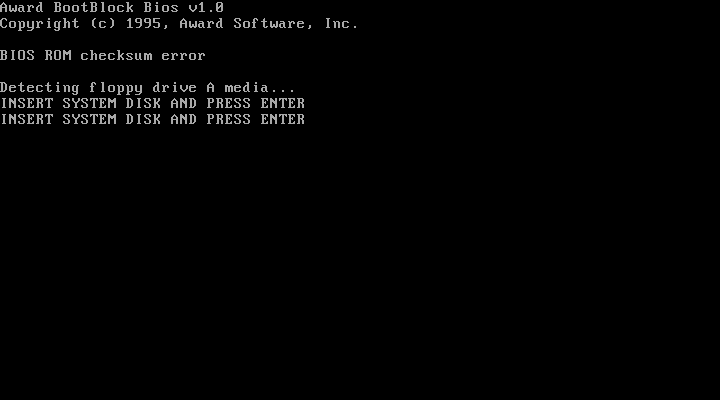 Award BootBlock Bios v1.0
Copyright (c) 1995, Award Software, Inc.
BIOS ROM checksum error
Detecting floppy drive A media...
INSERT SYSTEM DISK AND PRESS ENTER
INSERT SYSTEM DISK AND PRESS ENTER